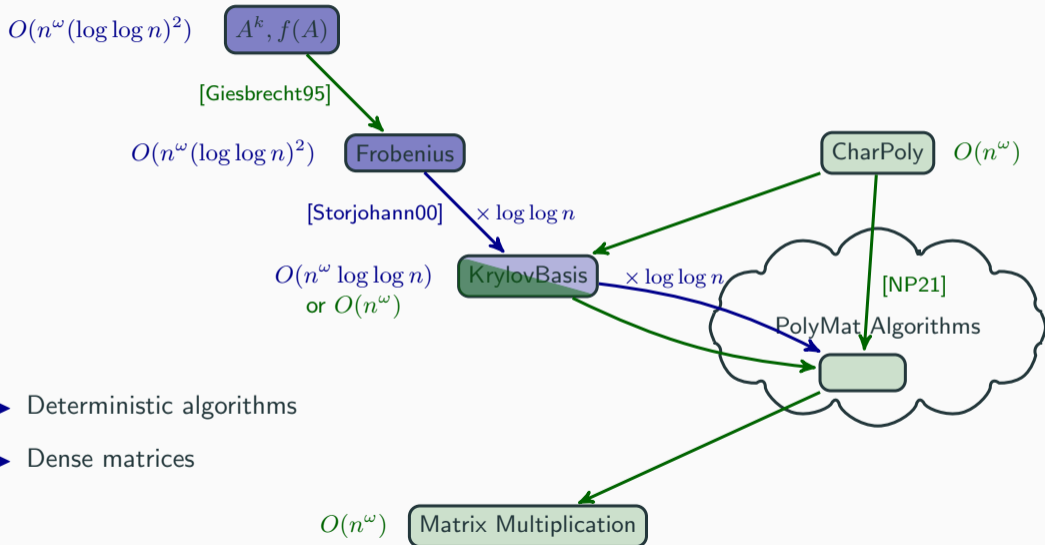 O(n^ω(log log n)^2)
A^k, f(A)
[Giesbrecht95]
O(n^ω(log log n)^2)
Frobenius
CharPoly
O(n^ω)
[Storjohann00]
× log log n
O(n^ω log log n)
or O(n^ω)
KrylovBasis
× log log n
[NP21]
PolyMat Algorithms
Deterministic algorithms
Dense matrices
O(n^ω)
Matrix Multiplication